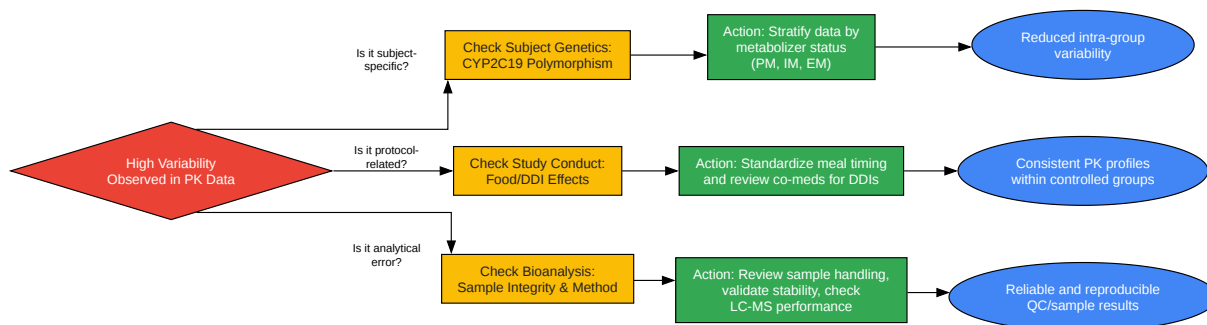 Is it subject-
specific?
Check Subject Genetics:
CYP2C19 Polymorphism
Action: Stratify data by
metabolizer status
(PM, IM, EM)
Reduced intra-group
variability
High Variability
Observed in PK Data
Is it protocol-
related?
Check Study Conduct:
Food/DDI Effects
Action: Standardize meal timing
and review co-meds for DDIs
Consistent PK profiles
within controlled groups
Is it analytical
error?
Check Bioanalysis:
Sample Integrity & Method
Action: Review sample handling,
validate stability, check
LC-MS performance
Reliable and reproducible
QC/sample results